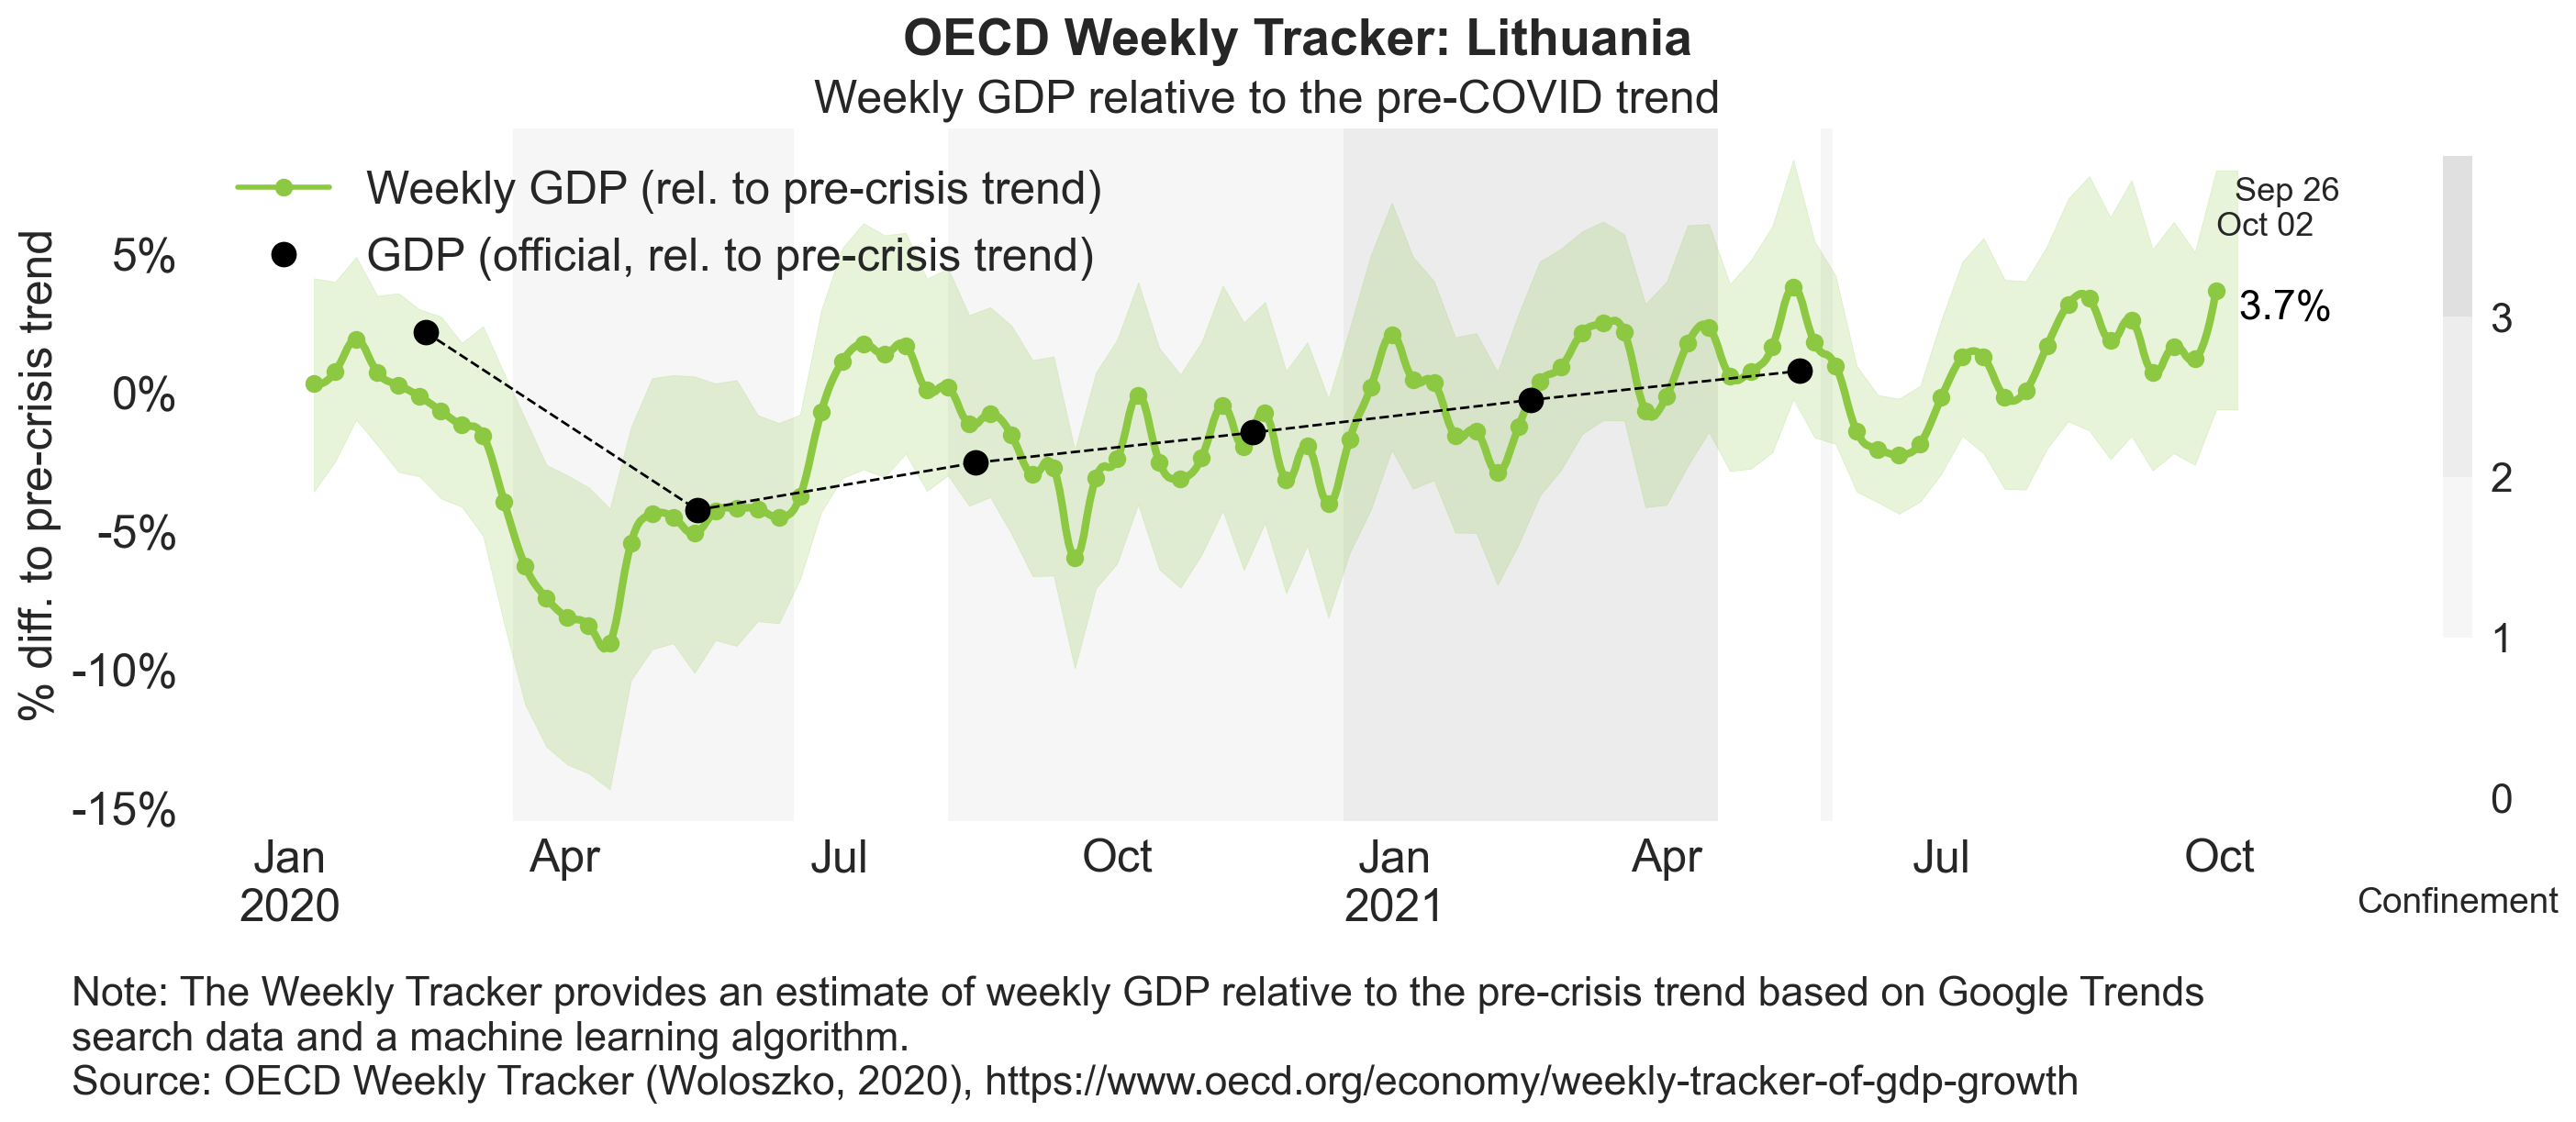 OECD Weekly Tracker: Lithuania
Weekly GDP relative to the pre-COVID trend
Weekly GDP (rel. to pre-crisis trend)
GDP (official, rel. to pre-crisis trend)
% diff. to pre-crisis trend
5%
0%
-5%
-10%
-15%
Sep 26
Oct 02
3.7%
3
2
1
0
Jan
2020
Apr
Jul
Oct
Jan
2021
Apr
Jul
Oct
Confinement
Note: The Weekly Tracker provides an estimate of weekly GDP relative to the pre-crisis trend based on Google Trends
search data and a machine learning algorithm.
Source: OECD Weekly Tracker (Woloszko, 2020), https://www.oecd.org/economy/weekly-tracker-of-gdp-growth